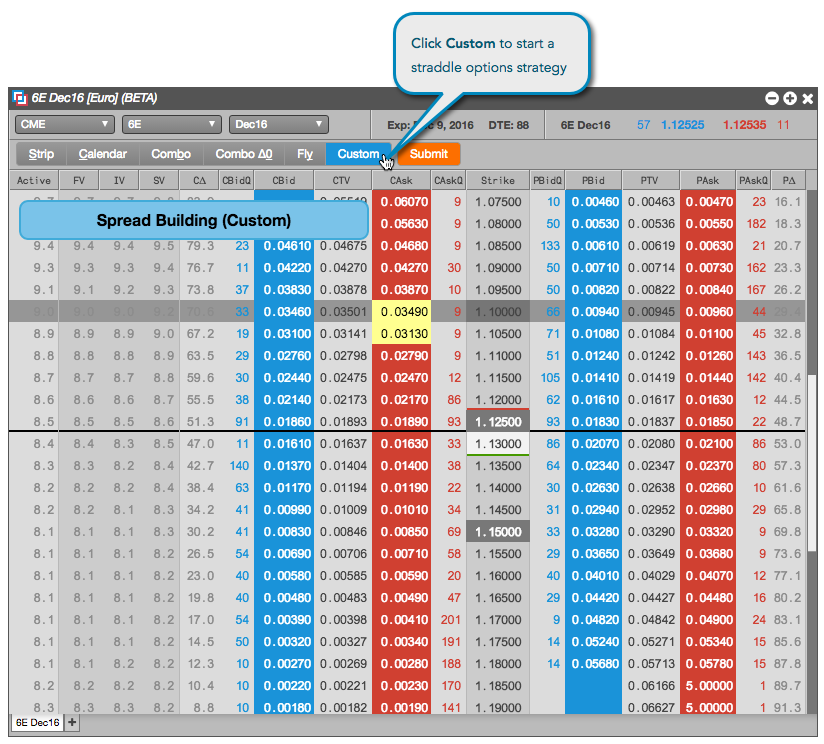 Click Custom to start a
straddle options strategy
6E Dec16 [Euro] (BETA)
CME 6E Dec16 Exp: Dec 9, 2016 DTE: 88 6E Dec16 57 1.12525 1.12535 11
Strip Calendar Combo Combo Δ0 Fly Custom Submit
Active FV IV SV CΔ CBidQ CBid CTV CAsk CAskQ Strike PBidQ PBid PTV PAsk PAskQ PΔ
0.06070 9 1.07500 10 0.00460 0.00463 0.00470 23 16.1
Spread Building (Custom) 0.05630 9 1.08000 50 0.00530 0.00536 0.00550 182 18.3
9.4 9.4 9.4 9.5 79.3 23 0.04610 0.04675 0.04680 9 1.08500 133 0.00610 0.00619 0.00630 21 20.7
9.3 9.3 9.3 9.4 76.7 11 0.04220 0.04270 0.04270 30 1.09000 50 0.00710 0.00714 0.00730 162 23.3
9.1 9.1 9.2 9.3 73.8 37 0.03830 0.03878 0.03870 10 1.09500 50 0.00820 0.00822 0.00840 167 26.2
9.0 9.0 9.0 9.2 70.6 33 0.03460 0.03501 0.03490 9 1.10000 66 0.00940 0.00945 0.00960 44 29.4
8.9 8.9 8.9 9.0 67.2 19 0.03100 0.03141 0.03130 9 1.10500 71 0.01080 0.01084 0.01100 45 32.8
8.8 8.8 8.8 8.9 63.5 29 0.02760 0.02798 0.02790 9 1.11000 51 0.01240 0.01242 0.01260 143 36.5
8.7 8.7 8.7 8.8 59.6 30 0.02440 0.02475 0.02470 12 1.11500 105 0.01410 0.01419 0.01440 142 40.4
8.6 8.6 8.6 8.7 55.5 38 0.02140 0.02173 0.02170 86 1.12000 62 0.01610 0.01617 0.01630 12 44.5
8.5 8.5 8.5 8.6 51.3 91 0.01860 0.01893 0.01890 93 1.12500 93 0.01830 0.01837 0.01850 22 48.7
8.4 8.4 8.3 8.5 47.0 11 0.01610 0.01637 0.01630 33 1.13000 86 0.02070 0.02080 0.02100 86 53.0
8.3 8.3 8.2 8.4 42.7 140 0.01370 0.01404 0.01400 38 1.13500 64 0.02340 0.02347 0.02370 80 57.3
8.2 8.2 8.2 8.4 38.4 63 0.01170 0.01194 0.01190 22 1.14000 30 0.02630 0.02638 0.02660 10 61.6
8.2 8.2 8.1 8.3 34.2 41 0.00990 0.01009 0.01010 34 1.14500 31 0.02940 0.02952 0.02980 29 65.8
8.2 8.1 8.1 8.3 30.2 41 0.00830 0.00846 0.00850 69 1.15000 33 0.03280 0.03290 0.03320 9 69.8
8.1 8.1 8.1 8.2 26.5 54 0.00690 0.00706 0.00710 58 1.15500 29 0.03650 0.03649 0.03680 9 73.6
8.1 8.1 8.1 8.2 23.0 40 0.00580 0.00585 0.00590 20 1.16000 40 0.04010 0.04029 0.04070 12 77.1
8.1 8.1 8.1 8.2 19.8 40 0.00480 0.00483 0.00490 47 1.16500 29 0.04420 0.04427 0.04480 16 80.2
8.1 8.1 8.1 8.2 17.0 54 0.00390 0.00398 0.00410 201 1.17000 9 0.04820 0.04842 0.04900 24 83.1
8.1 8.1 8.1 8.2 14.5 50 0.00320 0.00327 0.00340 191 1.17500 14 0.05240 0.05271 0.05340 15 85.6
8.1 8.1 8.1 8.2 12.3 10 0.00270 0.00269 0.00280 188 1.18000 14 0.05680 0.05713 0.05780 15 87.8
8.2 8.2 8.2 8.2 10.4 10 0.00220 0.00221 0.00230 170 1.18500 0.06166 5.00000 1 89.7
8.3 8.3 8.2 8.3 8.8 10 0.00180 0.00182 0.00190 141 1.19000 0.06627 5.00000 1 91.3
6E Dec16 +